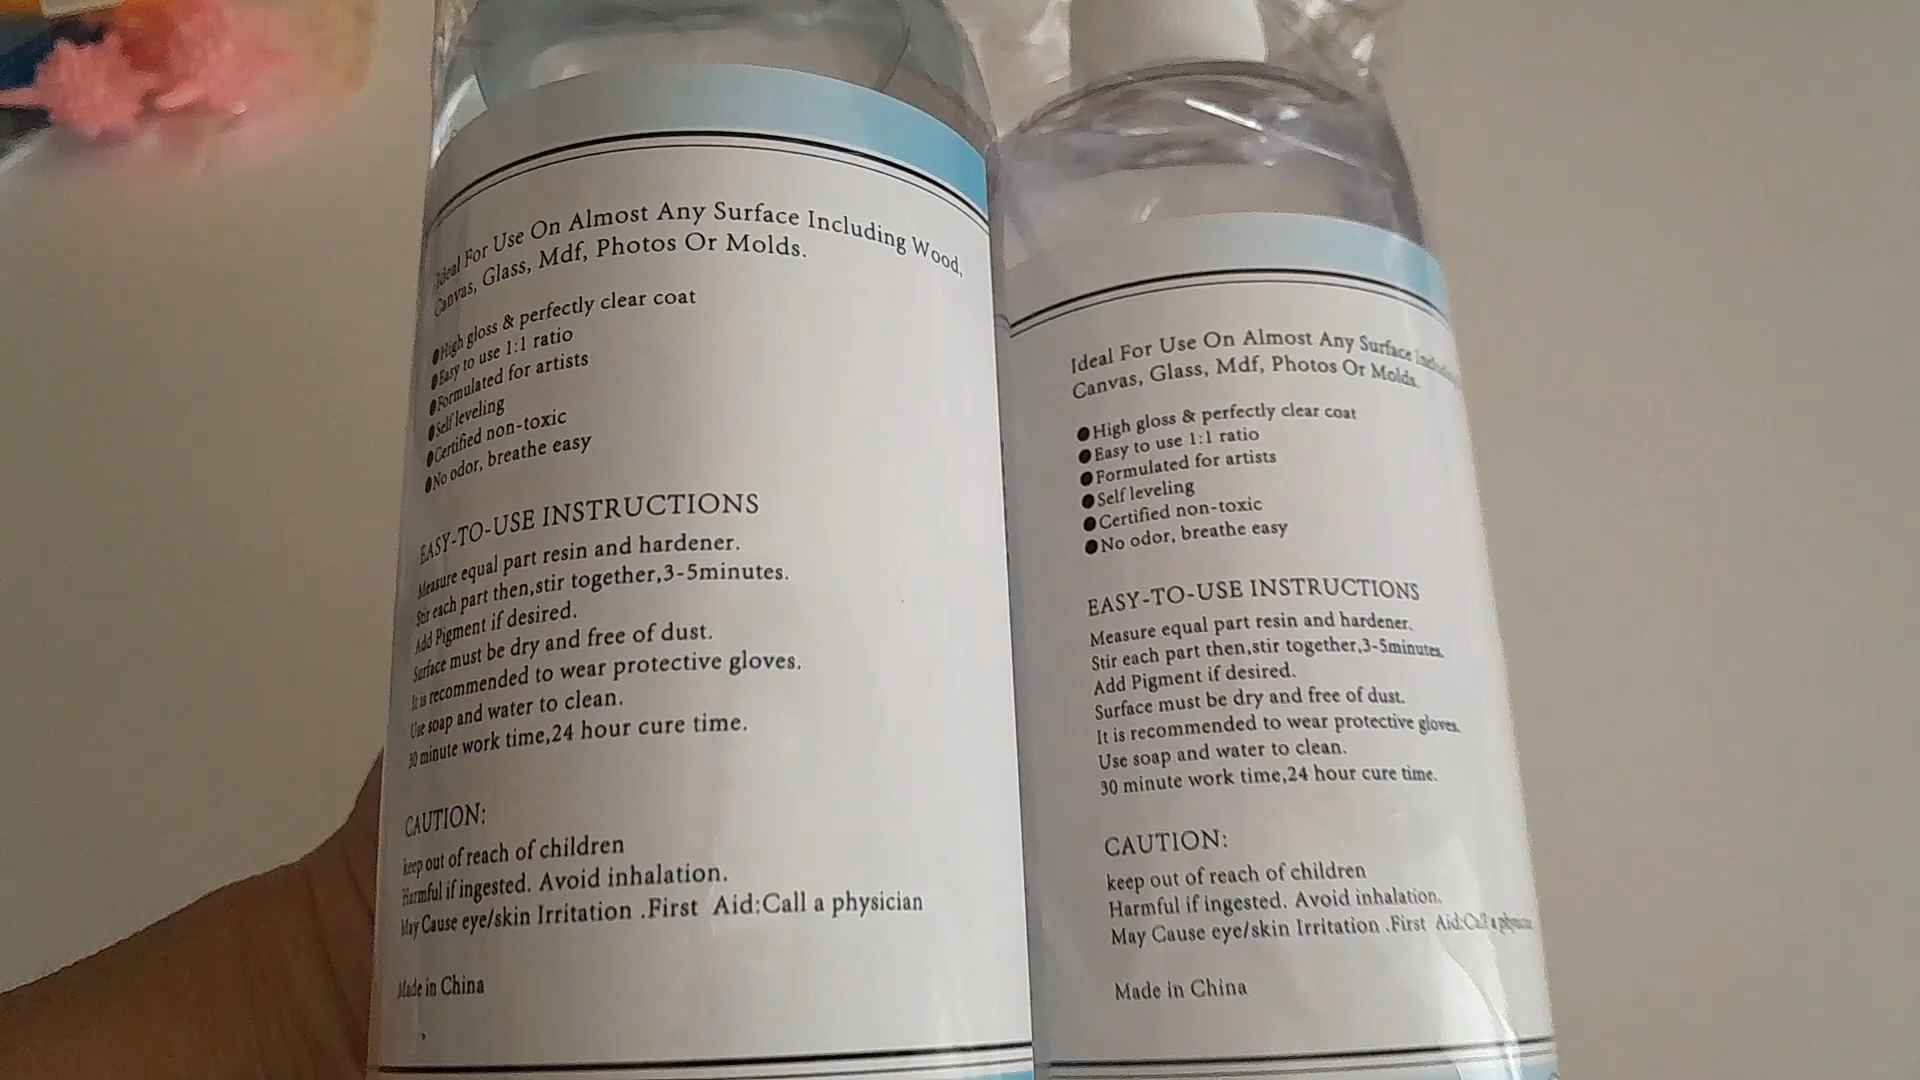 Ideal For Use On Almost Any Surface Including Wood,
Canvas, Glass, Mdf, Photos Or Molds.
●High gloss & perfectly clear coat
●Easy to use 1:1 ratio
●Formulated for artists
●Self leveling
●Certified non-toxic
●No odor, breathe easy
EASY-TO-USE INSTRUCTIONS
Measure equal part resin and hardener.
Stir each part then,stir together,3-5minutes.
Add Pigment if desired.
Surface must be dry and free of dust.
It is recommended to wear protective gloves.
Use soap and water to clean.
30 minute work time,24 hour cure time.
CAUTION:
keep out of reach of children
Harmful if ingested. Avoid inhalation.
May Cause eye/skin Irritation .First Aid:Call a physician
Made in China
Ideal For Use On Almost Any Surface
Canvas, Glass, Mdf, Photos Or Molds.
●High gloss & perfectly clear coat
●Easy to use 1:1 ratio
●Formulated for artists
●Self leveling
●Certified non-toxic
●No odor, breathe easy
EASY-TO-USE INSTRUCTIONS
Measure equal part resin and hardener.
Stir each part then,stir together,3-5minutes.
Add Pigment if desired.
Surface must be dry and free of dust.
It is recommended to wear protective gloves.
Use soap and water to clean.
30 minute work time,24 hour cure time.
CAUTION:
keep out of reach of children
Harmful if ingested. Avoid inhalation.
May Cause eye/skin Irritation .First Aid:Call a physician
Made in China